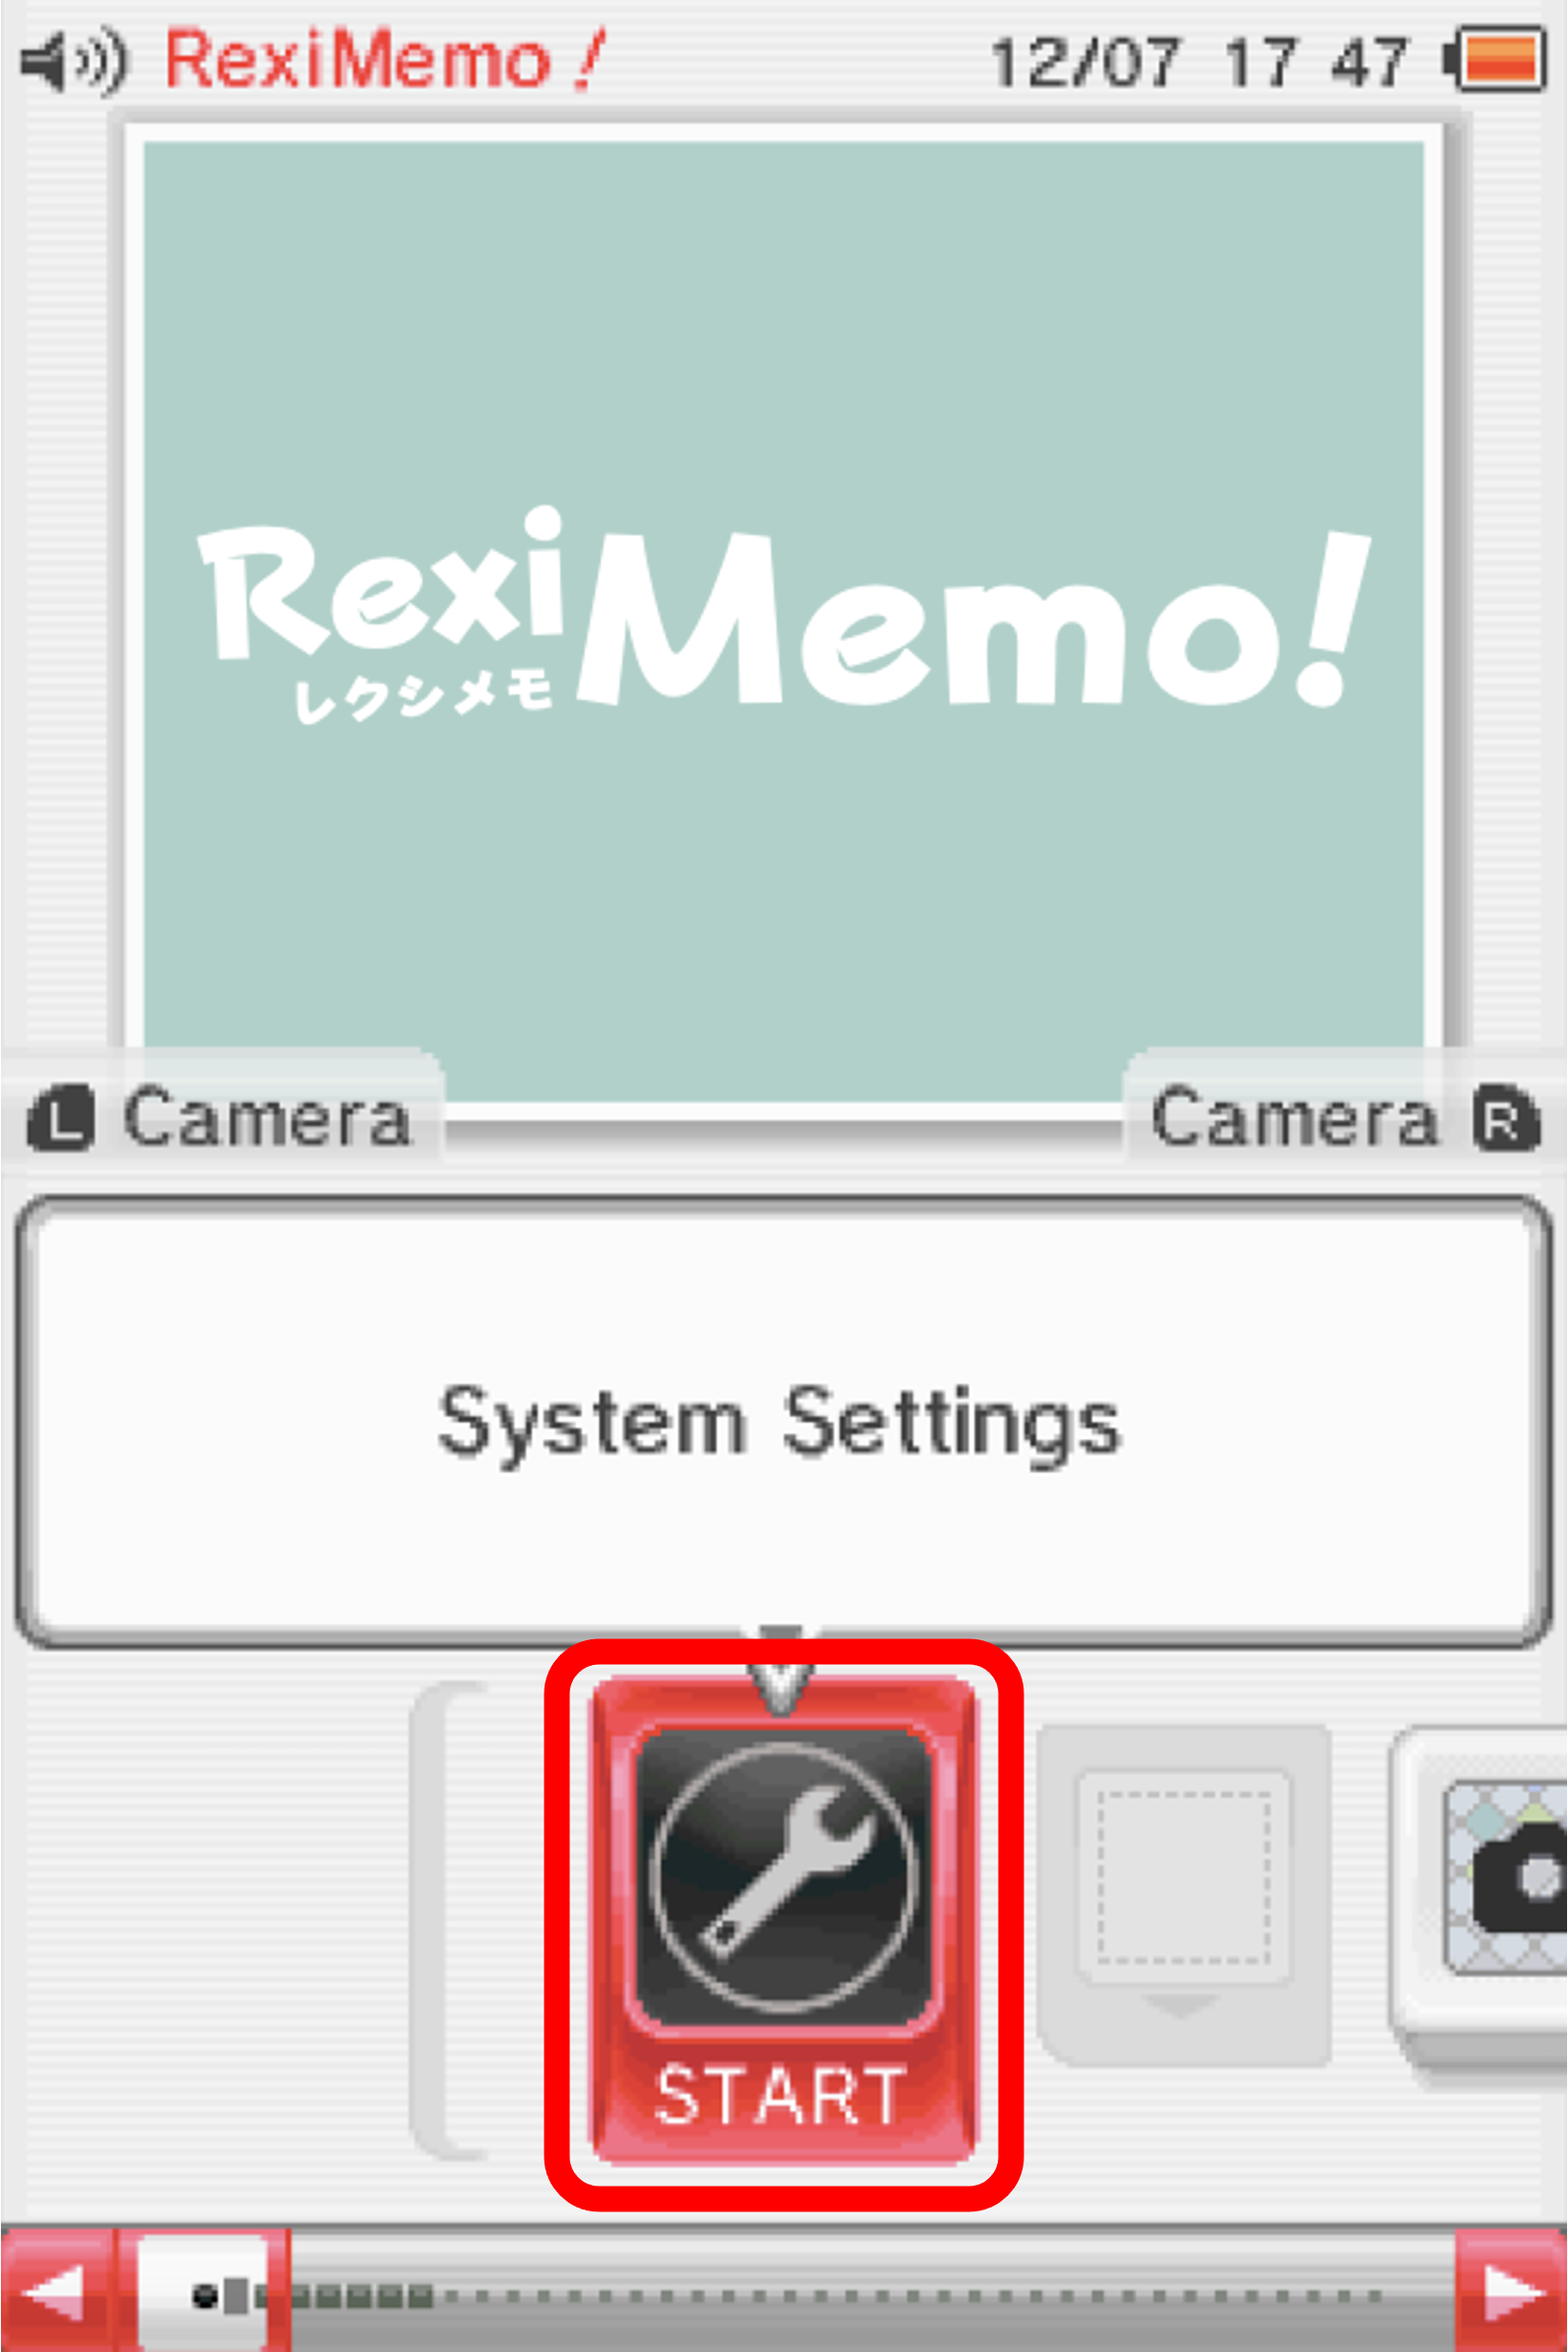 RexiMemo!
12/07 17 47
RexiMemo!
レクシメモ
L Camera
Camera R
System Settings
START